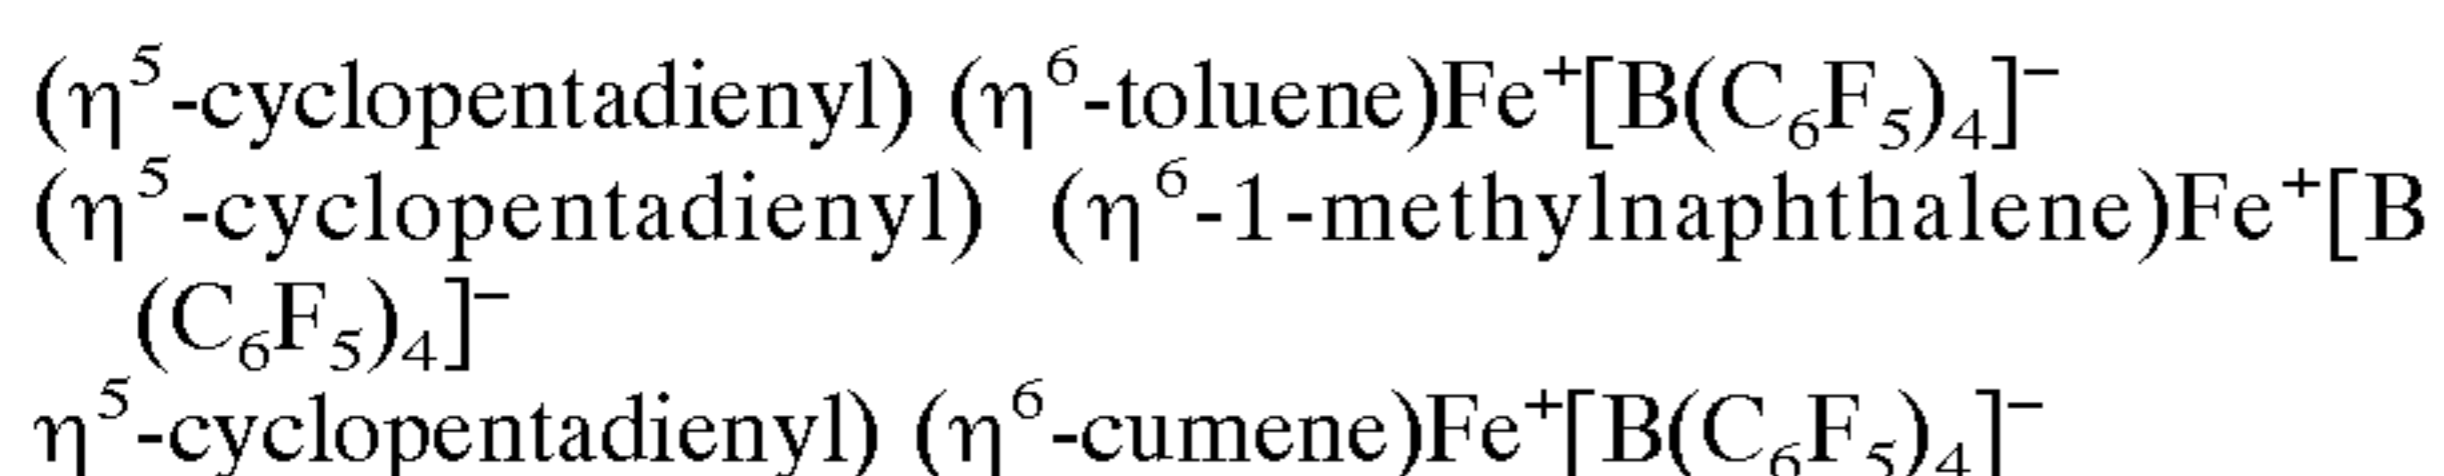 (η⁵-cyclopentadienyl) (η⁶-toluene)Fe⁺[B(C₆F₅)₄]⁻
(η⁵-cyclopentadienyl) (η⁶-1-methylnaphthalene)Fe⁺[B
(C₆F₅)₄]⁻
η⁵-cyclopentadienyl) (η⁶-cumene)Fe⁺[B(C₆F₅)₄]⁻